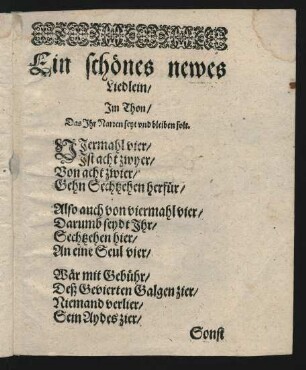 Ein schönes newes
Liedlein/
Im Thon/
Das Ihr Narren seyt vnd bleiben solt.
VIermahl vier/
Ist acht zwyer/
Von acht zwier/
Gehn Sechtzehen herfür/
Also auch von viermahl vier/
Darumb seydt Ihr/
Sechtzehen hier/
An eine Seul vier/
Wär mit Gebühr/
Deß Gevierten Galgen zier/
Niemand verlier/
Sein Aydes zier/
Sonst